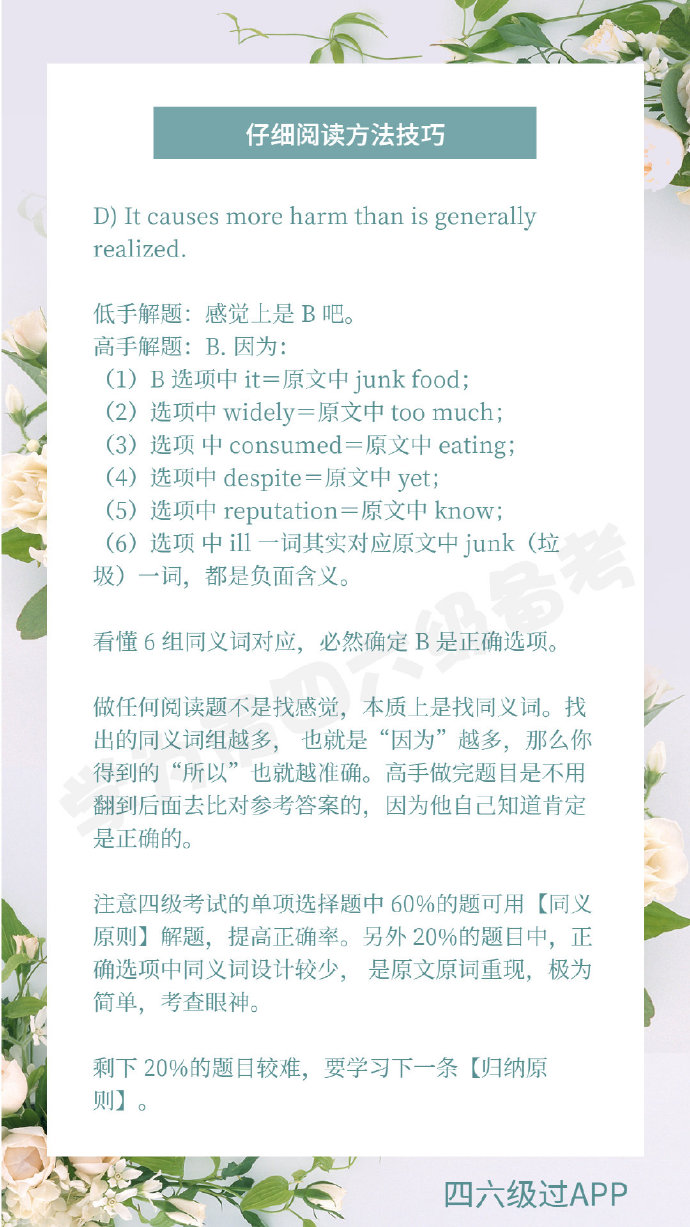 仔细阅读方法技巧
D) It causes more harm than is generally
realized.
低手解题：感觉上是 B 吧。
高手解题：B. 因为：
（1）B 选项中 it＝原文中 junk food；
（2）选项中 widely＝原文中 too much；
（3）选项 中 consumed＝原文中 eating；
（4）选项中 despite＝原文中 yet；
（5）选项中 reputation＝原文中 know；
（6）选项 中 ill 一词其实对应原文中 junk（垃
圾）一词，都是负面含义。
看懂 6 组同义词对应，必然确定 B 是正确选项。
做任何阅读题不是找感觉，本质上是找同义词。找
出的同义词组越多， 也就是“因为”越多，那么你
得到的“所以”也就越准确。高手做完题目是不用
翻到后面去比对参考答案的，因为他自己知道肯定
是正确的。
注意四级考试的单项选择题中 60%的题可用【同义
原则】解题，提高正确率。另外 20%的题目中，正
确选项中同义词设计较少， 是原文原词重现，极为
简单，考查眼神。
剩下 20%的题目较难，要学习下一条【归纳原
则】。
四六级过APP